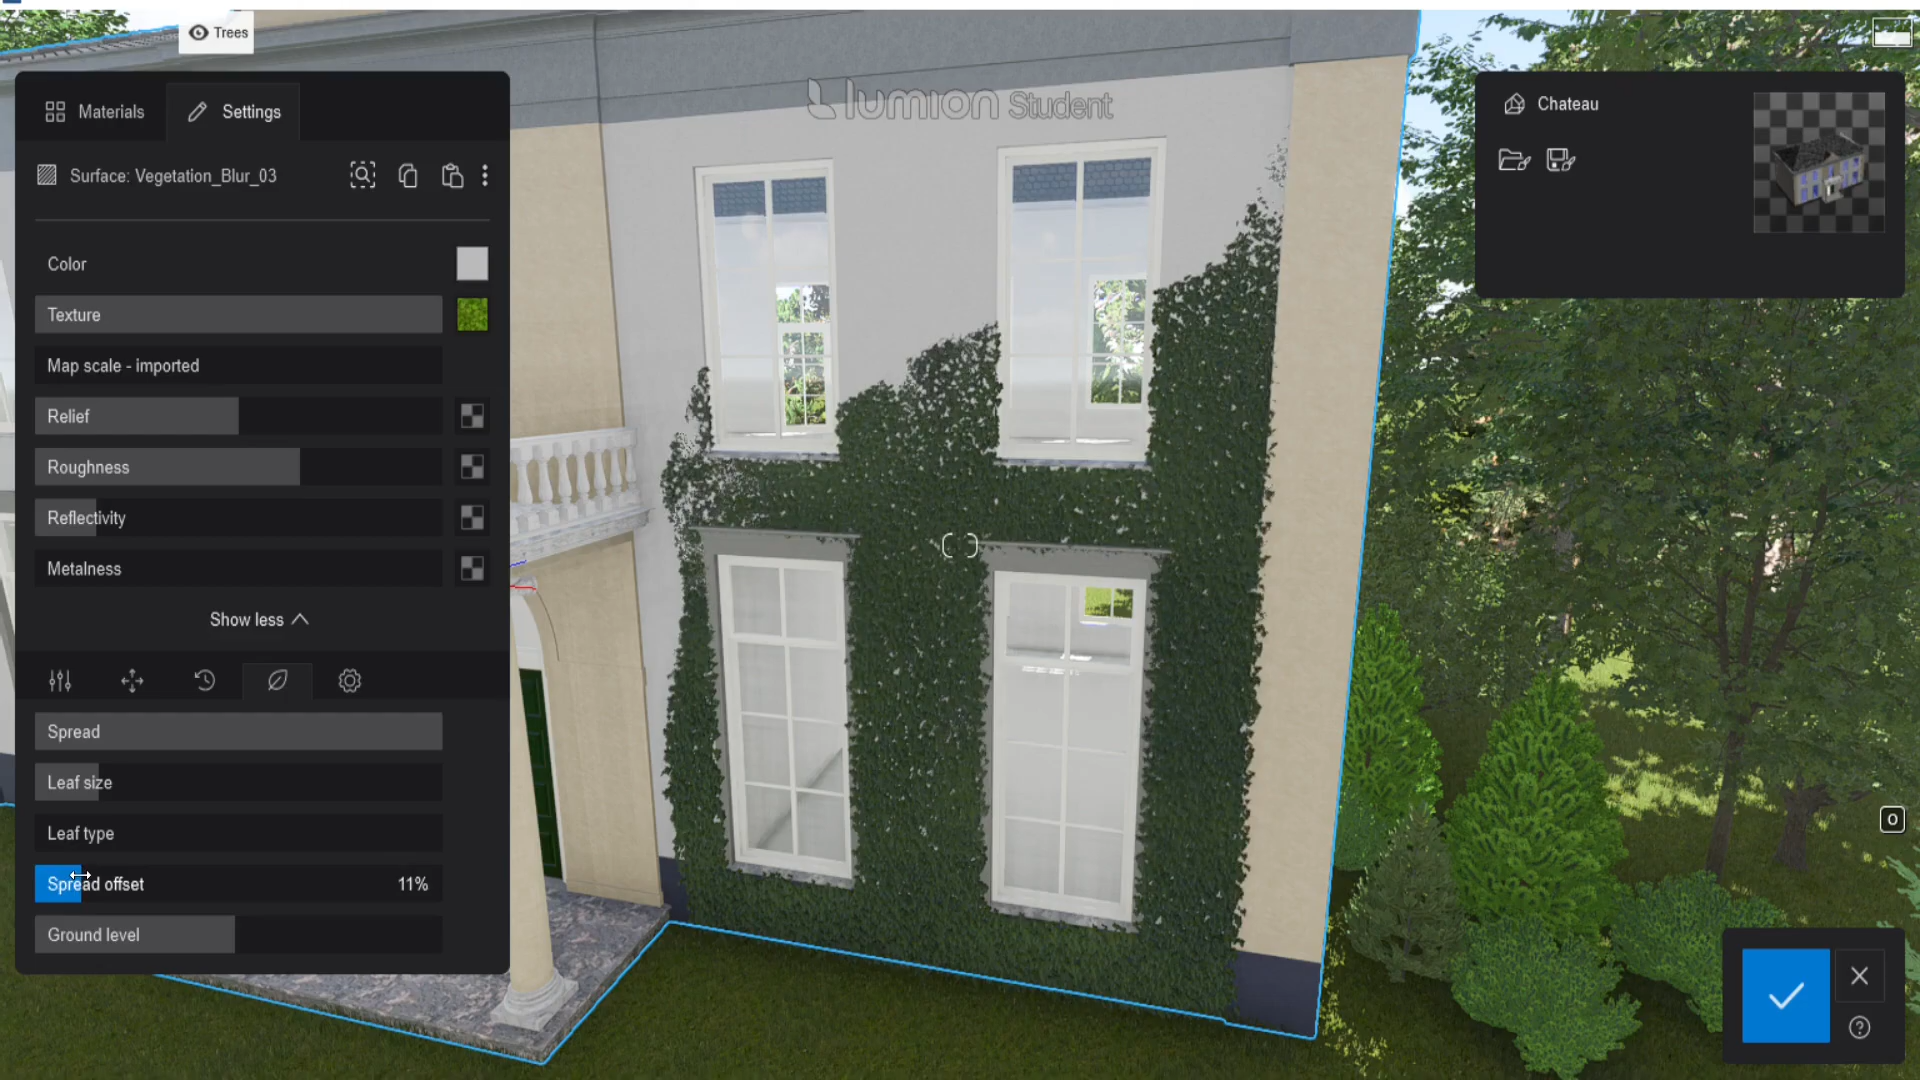 Trees
Materials
Settings
lumion Student
Surface: Vegetation_Blur_03
Chateau
Color
Texture
Map scale - imported
Relief
Roughness
Reflectivity
Metalness
Show less
Spread
Leaf size
Leaf type
Spread offset 11%
Ground level
O